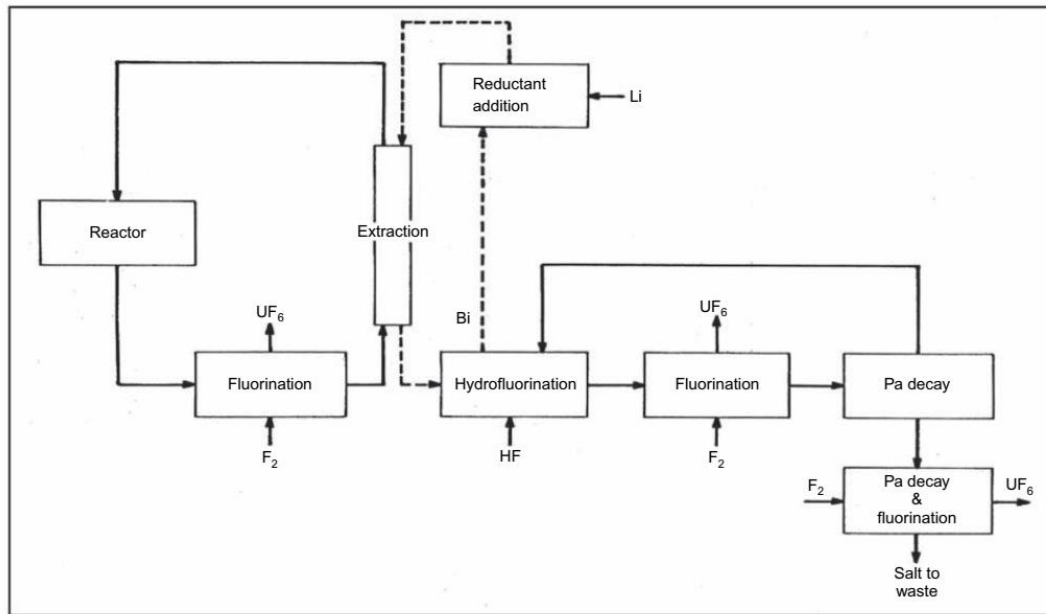 Reductant
addition
Li
Reactor
Extraction
UF6
Bi
UF6
Fluorination
Hydrofluorination
Fluorination
Pa decay
F2
HF
F2
F2
Pa decay
&
fluorination
UF6
Salt to
waste